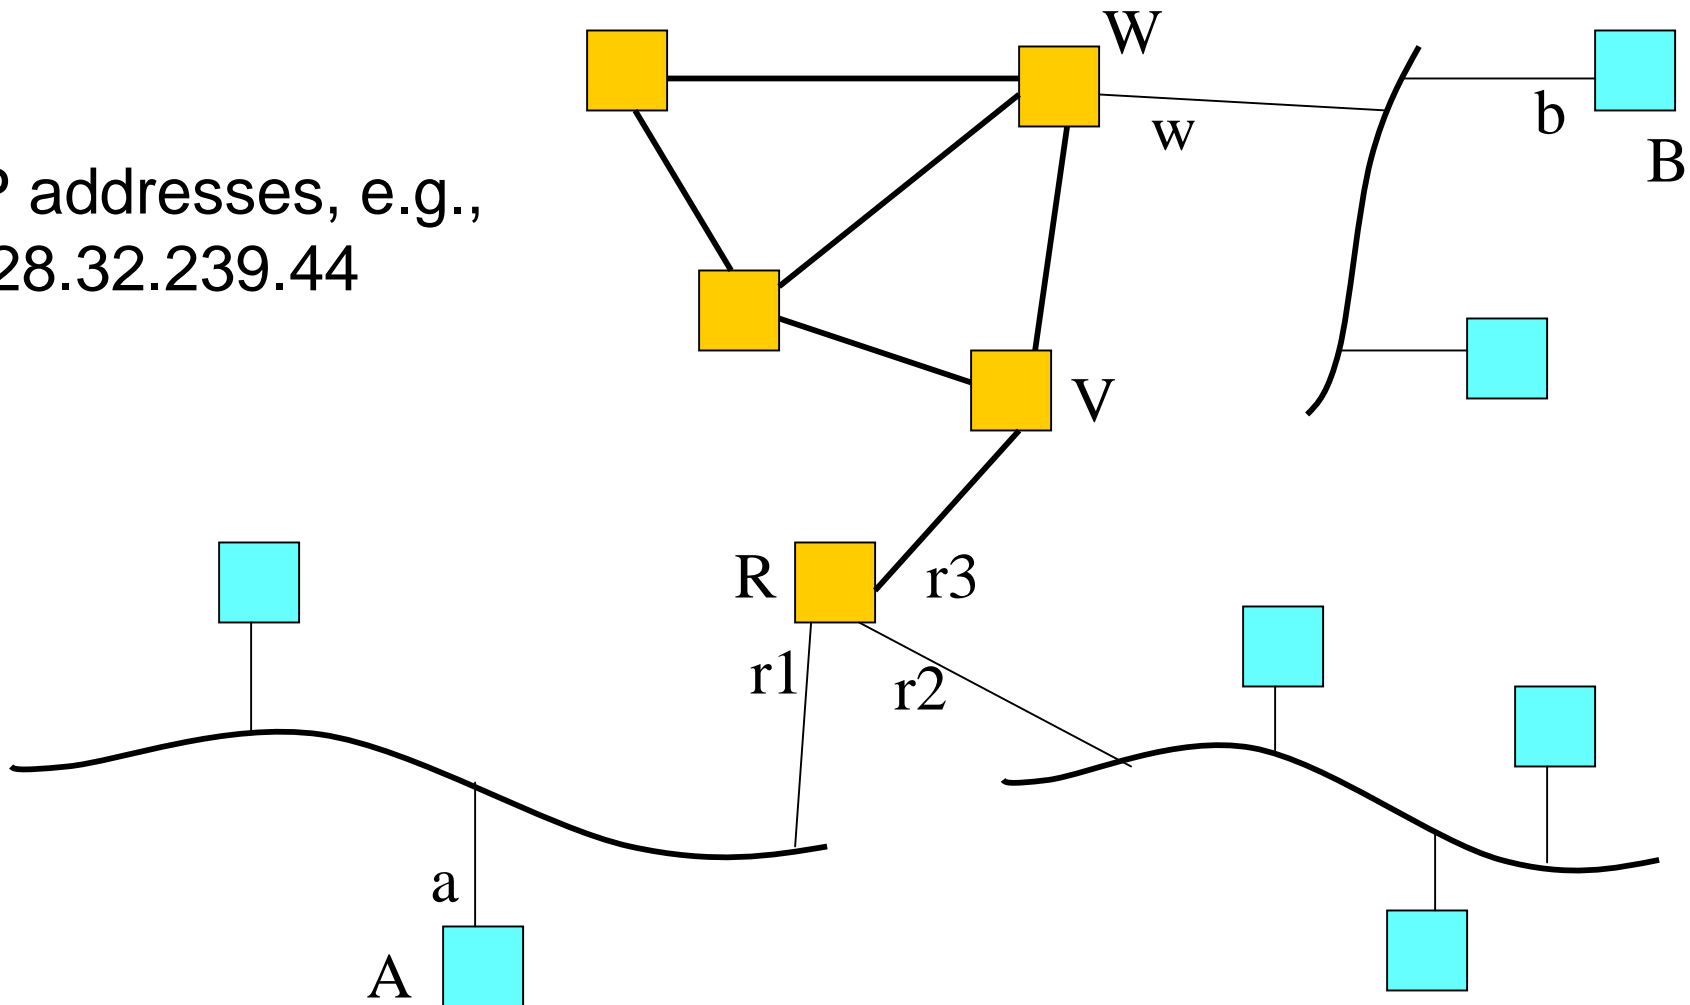 W
w
b
B
P addresses, e.g.,
28.32.239.44
V
R
r3
r1
r2
a
A